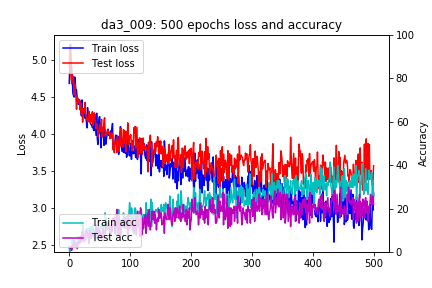 da3_009: 500 epochs loss and accuracy
Train loss
Test loss
Train acc
Test acc
Loss
5.0
4.5
4.0
3.5
3.0
2.5
Accuracy
100
80
60
40
20
0
0
100
200
300
400
500